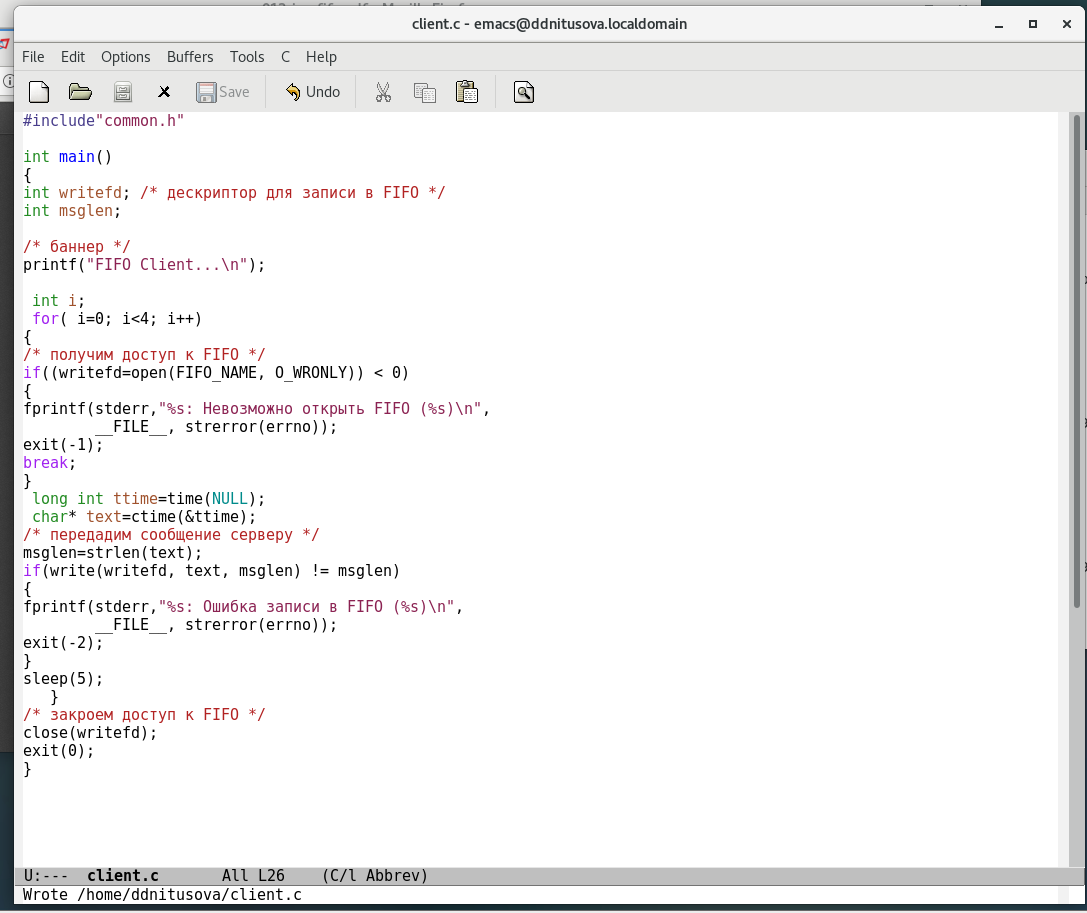 client.c - emacs@ddnitusova.localdomain
File Edit Options Buffers Tools C Help
Save Undo
#include"common.h"
int main()
{
int writefd; /* дескриптор для записи в FIFO */
int msglen;
/* баннер */
printf("FIFO Client...\n");
int i;
for( i=0; i<4; i++)
{
/* получим доступ к FIFO */
if((writefd=open(FIFO_NAME, O_WRONLY)) < 0)
{
fprintf(stderr,"%s: Невозможно открыть FIFO (%s)\n",
__FILE__, strerror(errno));
exit(-1);
break;
}
long int ttime=time(NULL);
char* text=ctime(&ttime);
/* передадим сообщение серверу */
msglen=strlen(text);
if(write(writefd, text, msglen) != msglen)
{
fprintf(stderr,"%s: Ошибка записи в FIFO (%s)\n",
__FILE__, strerror(errno));
exit(-2);
}
sleep(5);
}
/* закроем доступ к FIFO */
close(writefd);
exit(0);
}
U:--- client.c All L26 (C/l Abbrev)
Wrote /home/ddnitusova/client.c